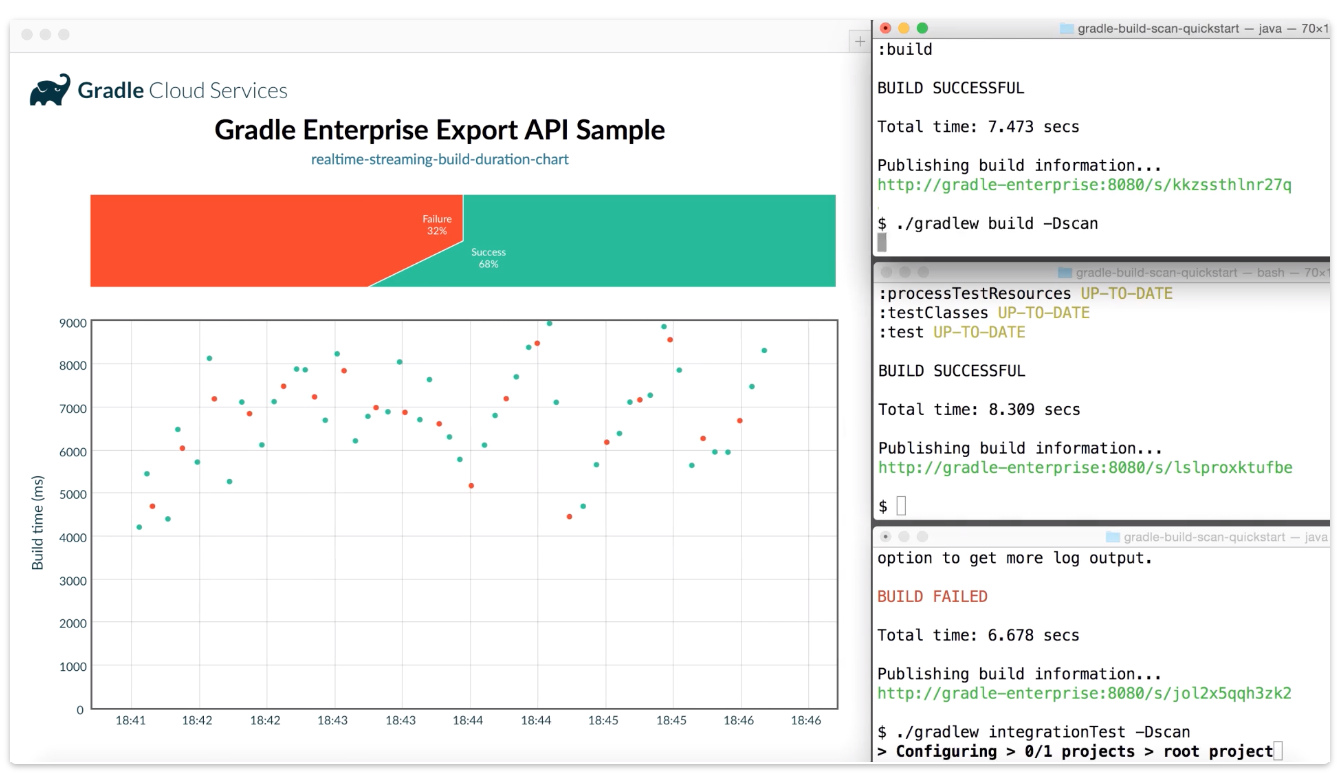 Gradle Cloud Services
Gradle Enterprise Export API Sample
realtime-streaming-build-duration-chart
Failure
32%
Success
68%
9000
8000
7000
6000
5000
4000
3000
2000
1000
0
Build time (ms)
18:41
18:42
18:42
18:43
18:43
18:44
18:44
18:45
18:45
18:46
18:46
gradle-build-scan-quickstart — java — 70×1
:build
BUILD SUCCESSFUL
Total time: 7.473 secs
Publishing build information...
http://gradle-enterprise:8080/s/kkzssthlnr27q
$ ./gradlew build -Dscan
gradle-build-scan-quickstart — bash — 70×1
:processTestResources UP-TO-DATE
:testClasses UP-TO-DATE
:test UP-TO-DATE
BUILD SUCCESSFUL
Total time: 8.309 secs
Publishing build information...
http://gradle-enterprise:8080/s/lslproxktufbe
$
gradle-build-scan-quickstart — java
option to get more log output.
BUILD FAILED
Total time: 6.678 secs
Publishing build information...
http://gradle-enterprise:8080/s/jol2x5qqh3zk2
$ ./gradlew integrationTest -Dscan
> Configuring > 0/1 projects > root project